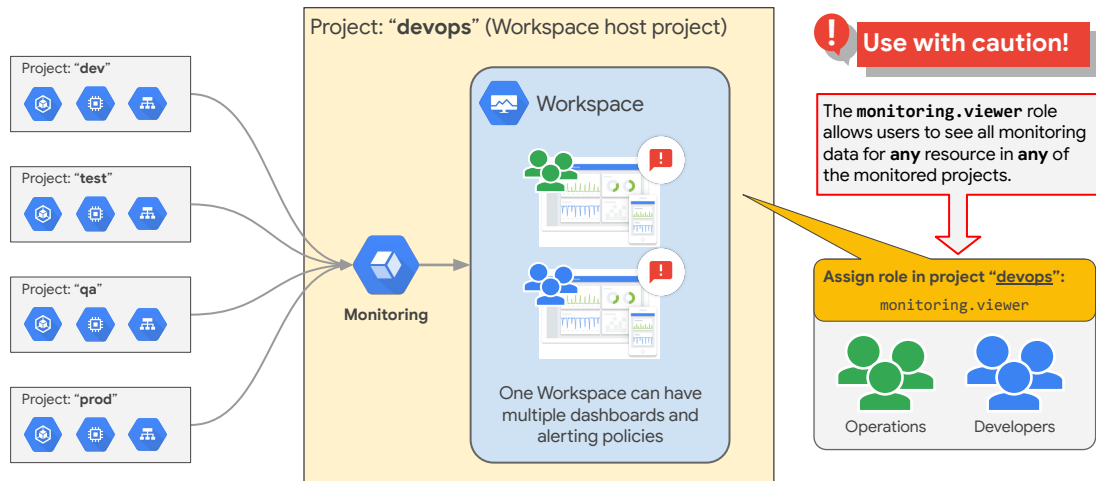 Project: “devops” (Workspace host project)
Project: “dev”
Project: “test”
Project: “qa”
Project: “prod”
Monitoring
Workspace
One Workspace can have
multiple dashboards and
alerting policies
Use with caution!
The monitoring.viewer role
allows users to see all monitoring
data for any resource in any of
the monitored projects.
Assign role in project “devops”:
monitoring.viewer
Operations
Developers